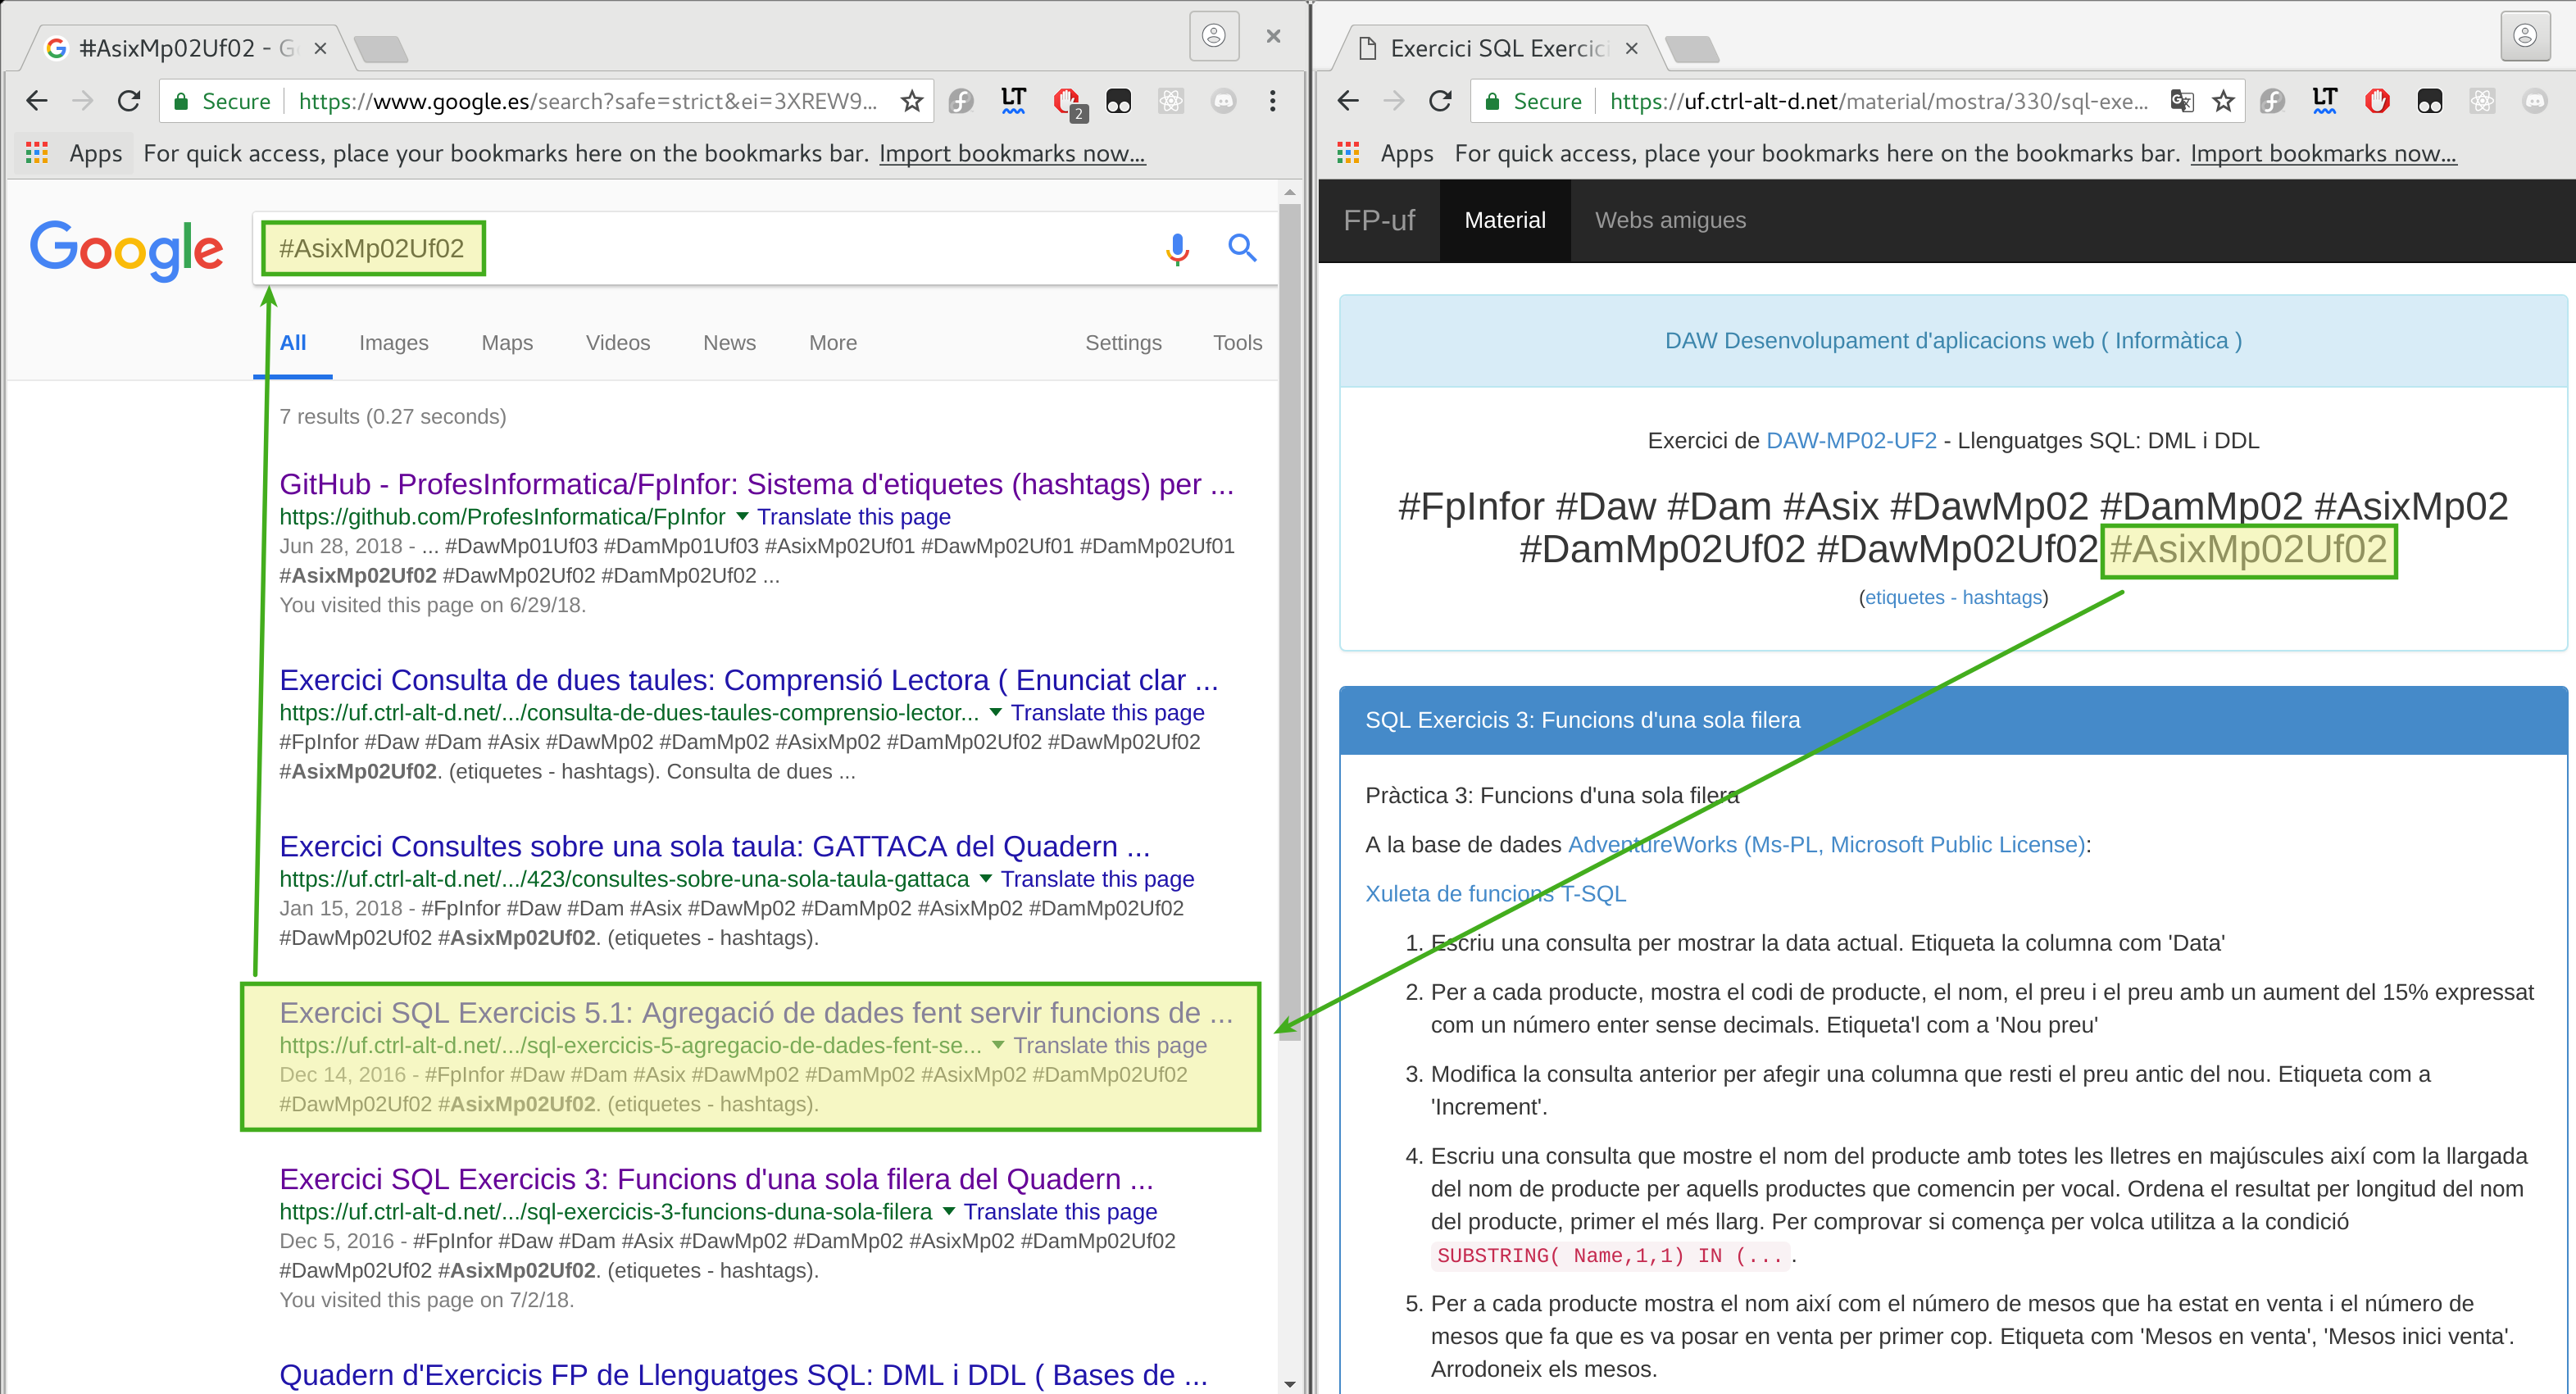 #AsixMp02Uf02 - G
Secure
https://www.google.es/search?safe=strict&ei=3XREW9...
LT
2
Apps
For quick access, place your bookmarks here on the bookmarks bar. Import bookmarks now...
Google
#AsixMp02Uf02
All Images Maps Videos News More Settings Tools
7 results (0.27 seconds)
GitHub - ProfesInformatica/FpInfor: Sistema d'etiquetes (hashtags) per ...
https://github.com/ProfesInformatica/FpInfor Translate this page
Jun 28, 2018 - ... #DawMp01Uf03 #DamMp01Uf03 #AsixMp02Uf01 #DawMp02Uf01 #DamMp02Uf01
#AsixMp02Uf02 #DawMp02Uf02 #DamMp02Uf02 ...
You visited this page on 6/29/18.
Exercici Consulta de dues taules: Comprensió Lectora ( Enunciat clar ...
https://uf.ctrl-alt-d.net/.../consulta-de-dues-taules-comprensio-lector... Translate this page
#FpInfor #Daw #Dam #Asix #DawMp02 #DamMp02 #AsixMp02 #DamMp02Uf02 #DawMp02Uf02
#AsixMp02Uf02. (etiquetes - hashtags). Consulta de dues ...
Exercici Consultes sobre una sola taula: GATTACA del Quadern ...
https://uf.ctrl-alt-d.net/.../423/consultes-sobre-una-sola-taula-gattaca Translate this page
Jan 15, 2018 - #FpInfor #Daw #Dam #Asix #DawMp02 #DamMp02 #AsixMp02 #DamMp02Uf02
#DawMp02Uf02 #AsixMp02Uf02. (etiquetes - hashtags).
Exercici SQL Exercicis 5.1: Agregació de dades fent servir funcions de ...
https://uf.ctrl-alt-d.net/.../sql-exercicis-5-agregacio-de-dades-fent-se... Translate this page
Dec 14, 2016 - #FpInfor #Daw #Dam #Asix #DawMp02 #DamMp02 #AsixMp02 #DamMp02Uf02
#DawMp02Uf02 #AsixMp02Uf02. (etiquetes - hashtags).
Exercici SQL Exercicis 3: Funcions d'una sola filera del Quadern ...
https://uf.ctrl-alt-d.net/.../sql-exercicis-3-funcions-duna-sola-filera Translate this page
Dec 5, 2016 - #FpInfor #Daw #Dam #Asix #DawMp02 #DamMp02 #AsixMp02 #DamMp02Uf02
#DawMp02Uf02 #AsixMp02Uf02. (etiquetes - hashtags).
You visited this page on 7/2/18.
Quadern d'Exercicis FP de Llenguatges SQL: DML i DDL ( Bases de ...
Exercici SQL Exercici
Secure
https://uf.ctrl-alt-d.net/material/mostra/330/sql-exe...
LT
Apps
For quick access, place your bookmarks here on the bookmarks bar. Import bookmarks now...
FP-uf Material Webs amigues
DAW Desenvolupament d'aplicacions web ( Informàtica )
Exercici de DAW-MP02-UF2 - Llenguatges SQL: DML i DDL
#FpInfor #Daw #Dam #Asix #DawMp02 #DamMp02 #AsixMp02
#DamMp02Uf02 #DawMp02Uf02 #AsixMp02Uf02
(etiquetes - hashtags)
SQL Exercicis 3: Funcions d'una sola filera
Pràctica 3: Funcions d'una sola filera
A la base de dades AdventureWorks (Ms-PL, Microsoft Public License):
Xuleta de funcions T-SQL
1. Escriu una consulta per mostrar la data actual. Etiqueta la columna com 'Data'
2. Per a cada producte, mostra el codi de producte, el nom, el preu i el preu amb un aument del 15% expressat
com un número enter sense decimals. Etiqueta'l com a 'Nou preu'
3. Modifica la consulta anterior per afegir una columna que resti el preu antic del nou. Etiqueta com a
'Increment'.
4. Escriu una consulta que mostre el nom del producte amb totes les lletres en majúscules així com la llargada
del nom de producte per aquells productes que comencin per vocal. Ordena el resultat per longitud del nom
del producte, primer el més llarg. Per comprovar si comença per volca utilitza a la condició
SUBSTRING( Name,1,1) IN (... .
5. Per a cada producte mostra el nom així com el número de mesos que ha estat en venta i el número de
mesos que fa que es va posar en venta per primer cop. Etiqueta com 'Mesos en venta', 'Mesos inici venta'.
Arrodoneix els mesos.